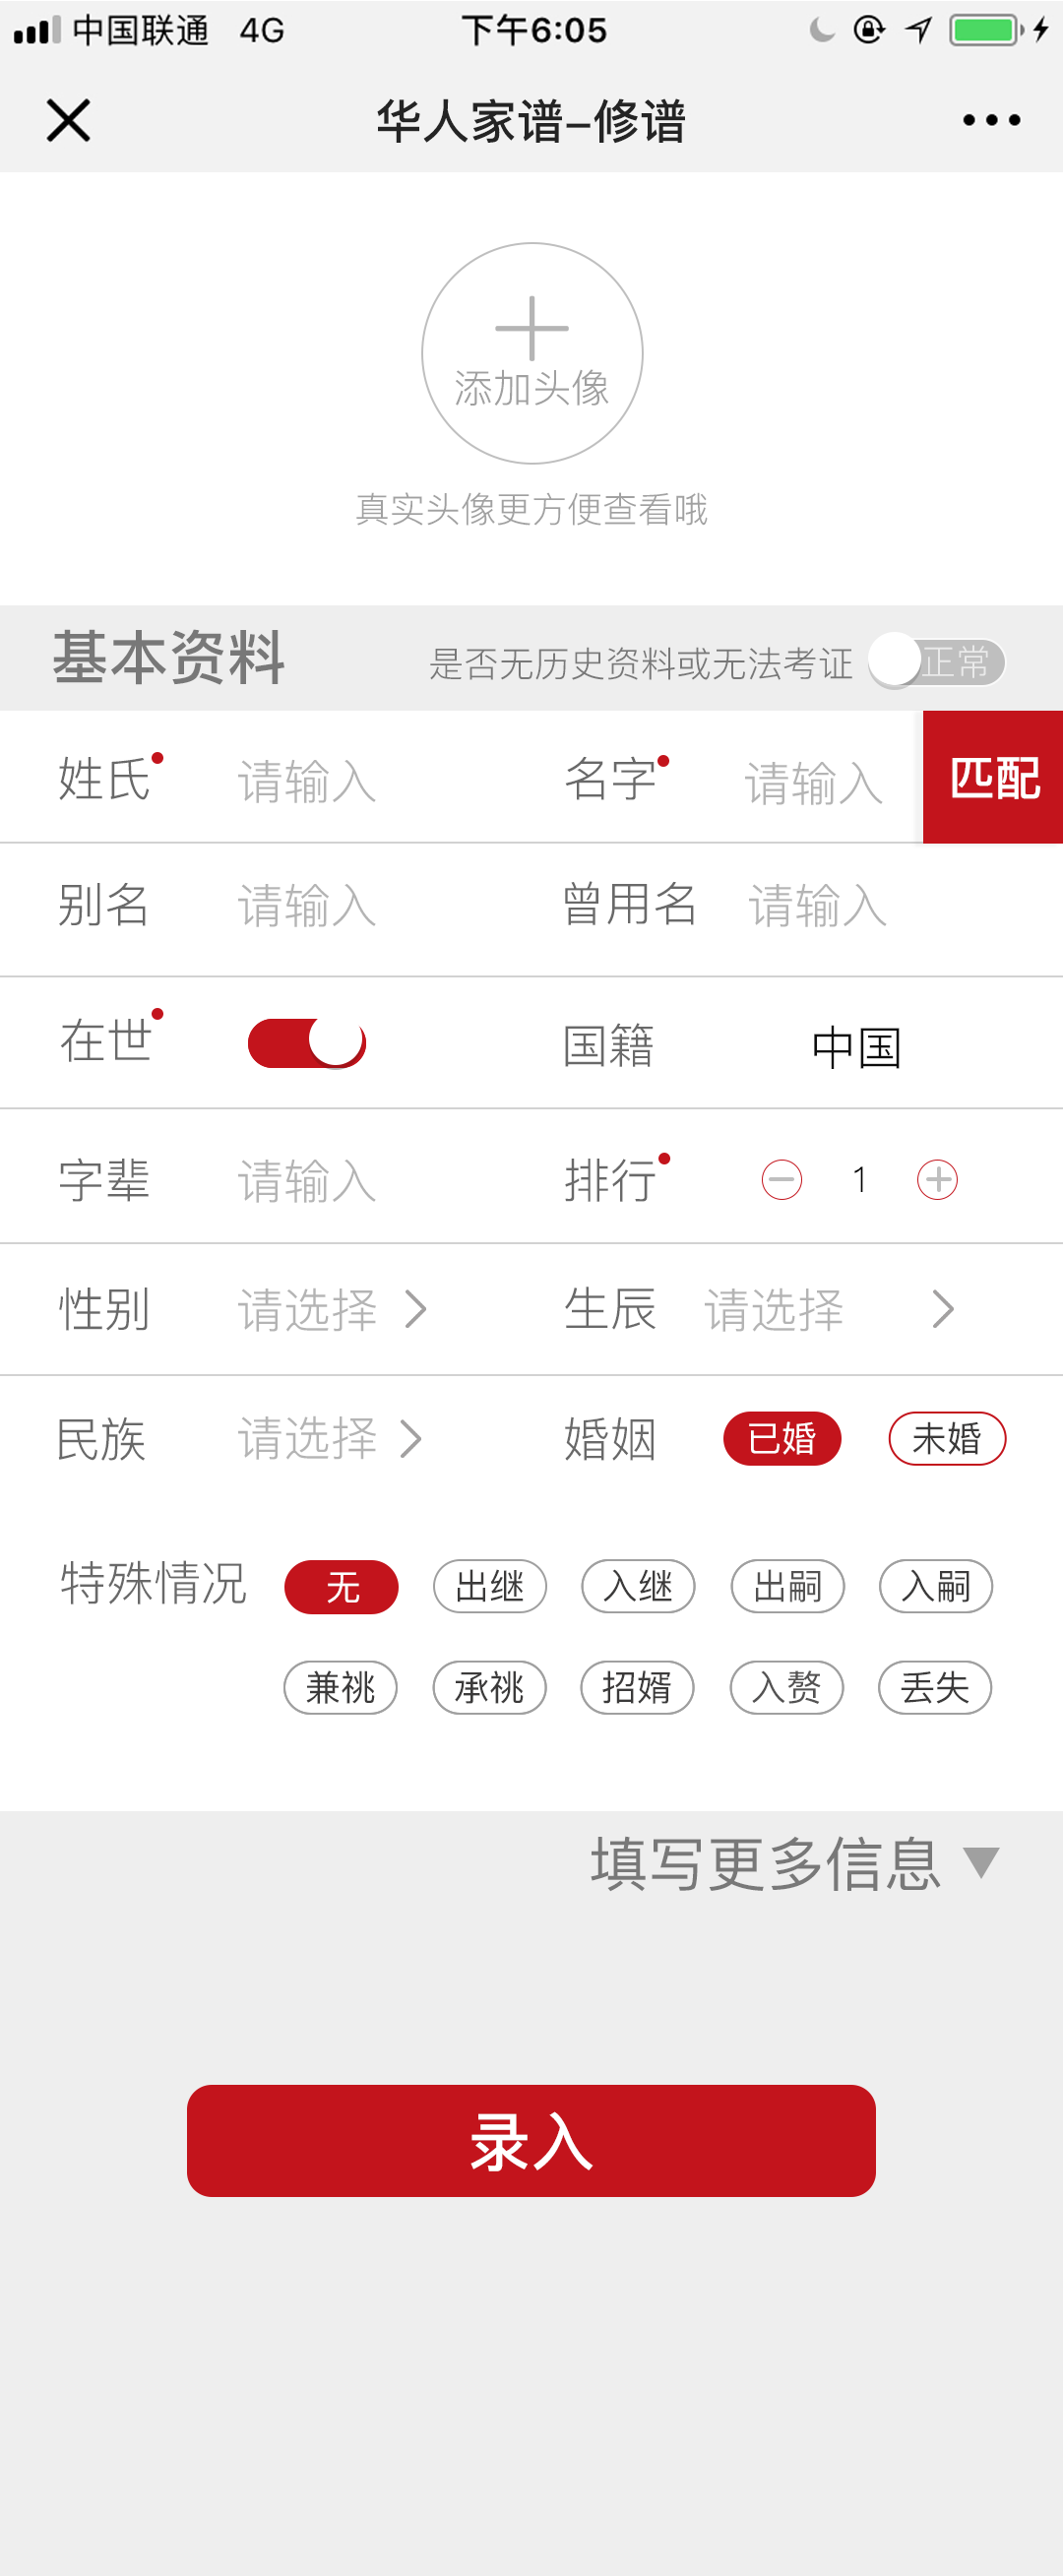 中国联通 4G 下午6:05
华人家谱-修谱
添加头像
真实头像更方便查看哦
基本资料 是否无历史资料或无法考证 正常
姓氏 请输入 名字 请输入 匹配
别名 请输入 曾用名 请输入
在世 国籍 中国
字辈 请输入 排行 1
性别 请选择 生辰 请选择
民族 请选择 婚姻 已婚 未婚
特殊情况 无 出继 入继 出嗣 入嗣
兼祧 承祧 招婿 入赘 丢失
填写更多信息
录入